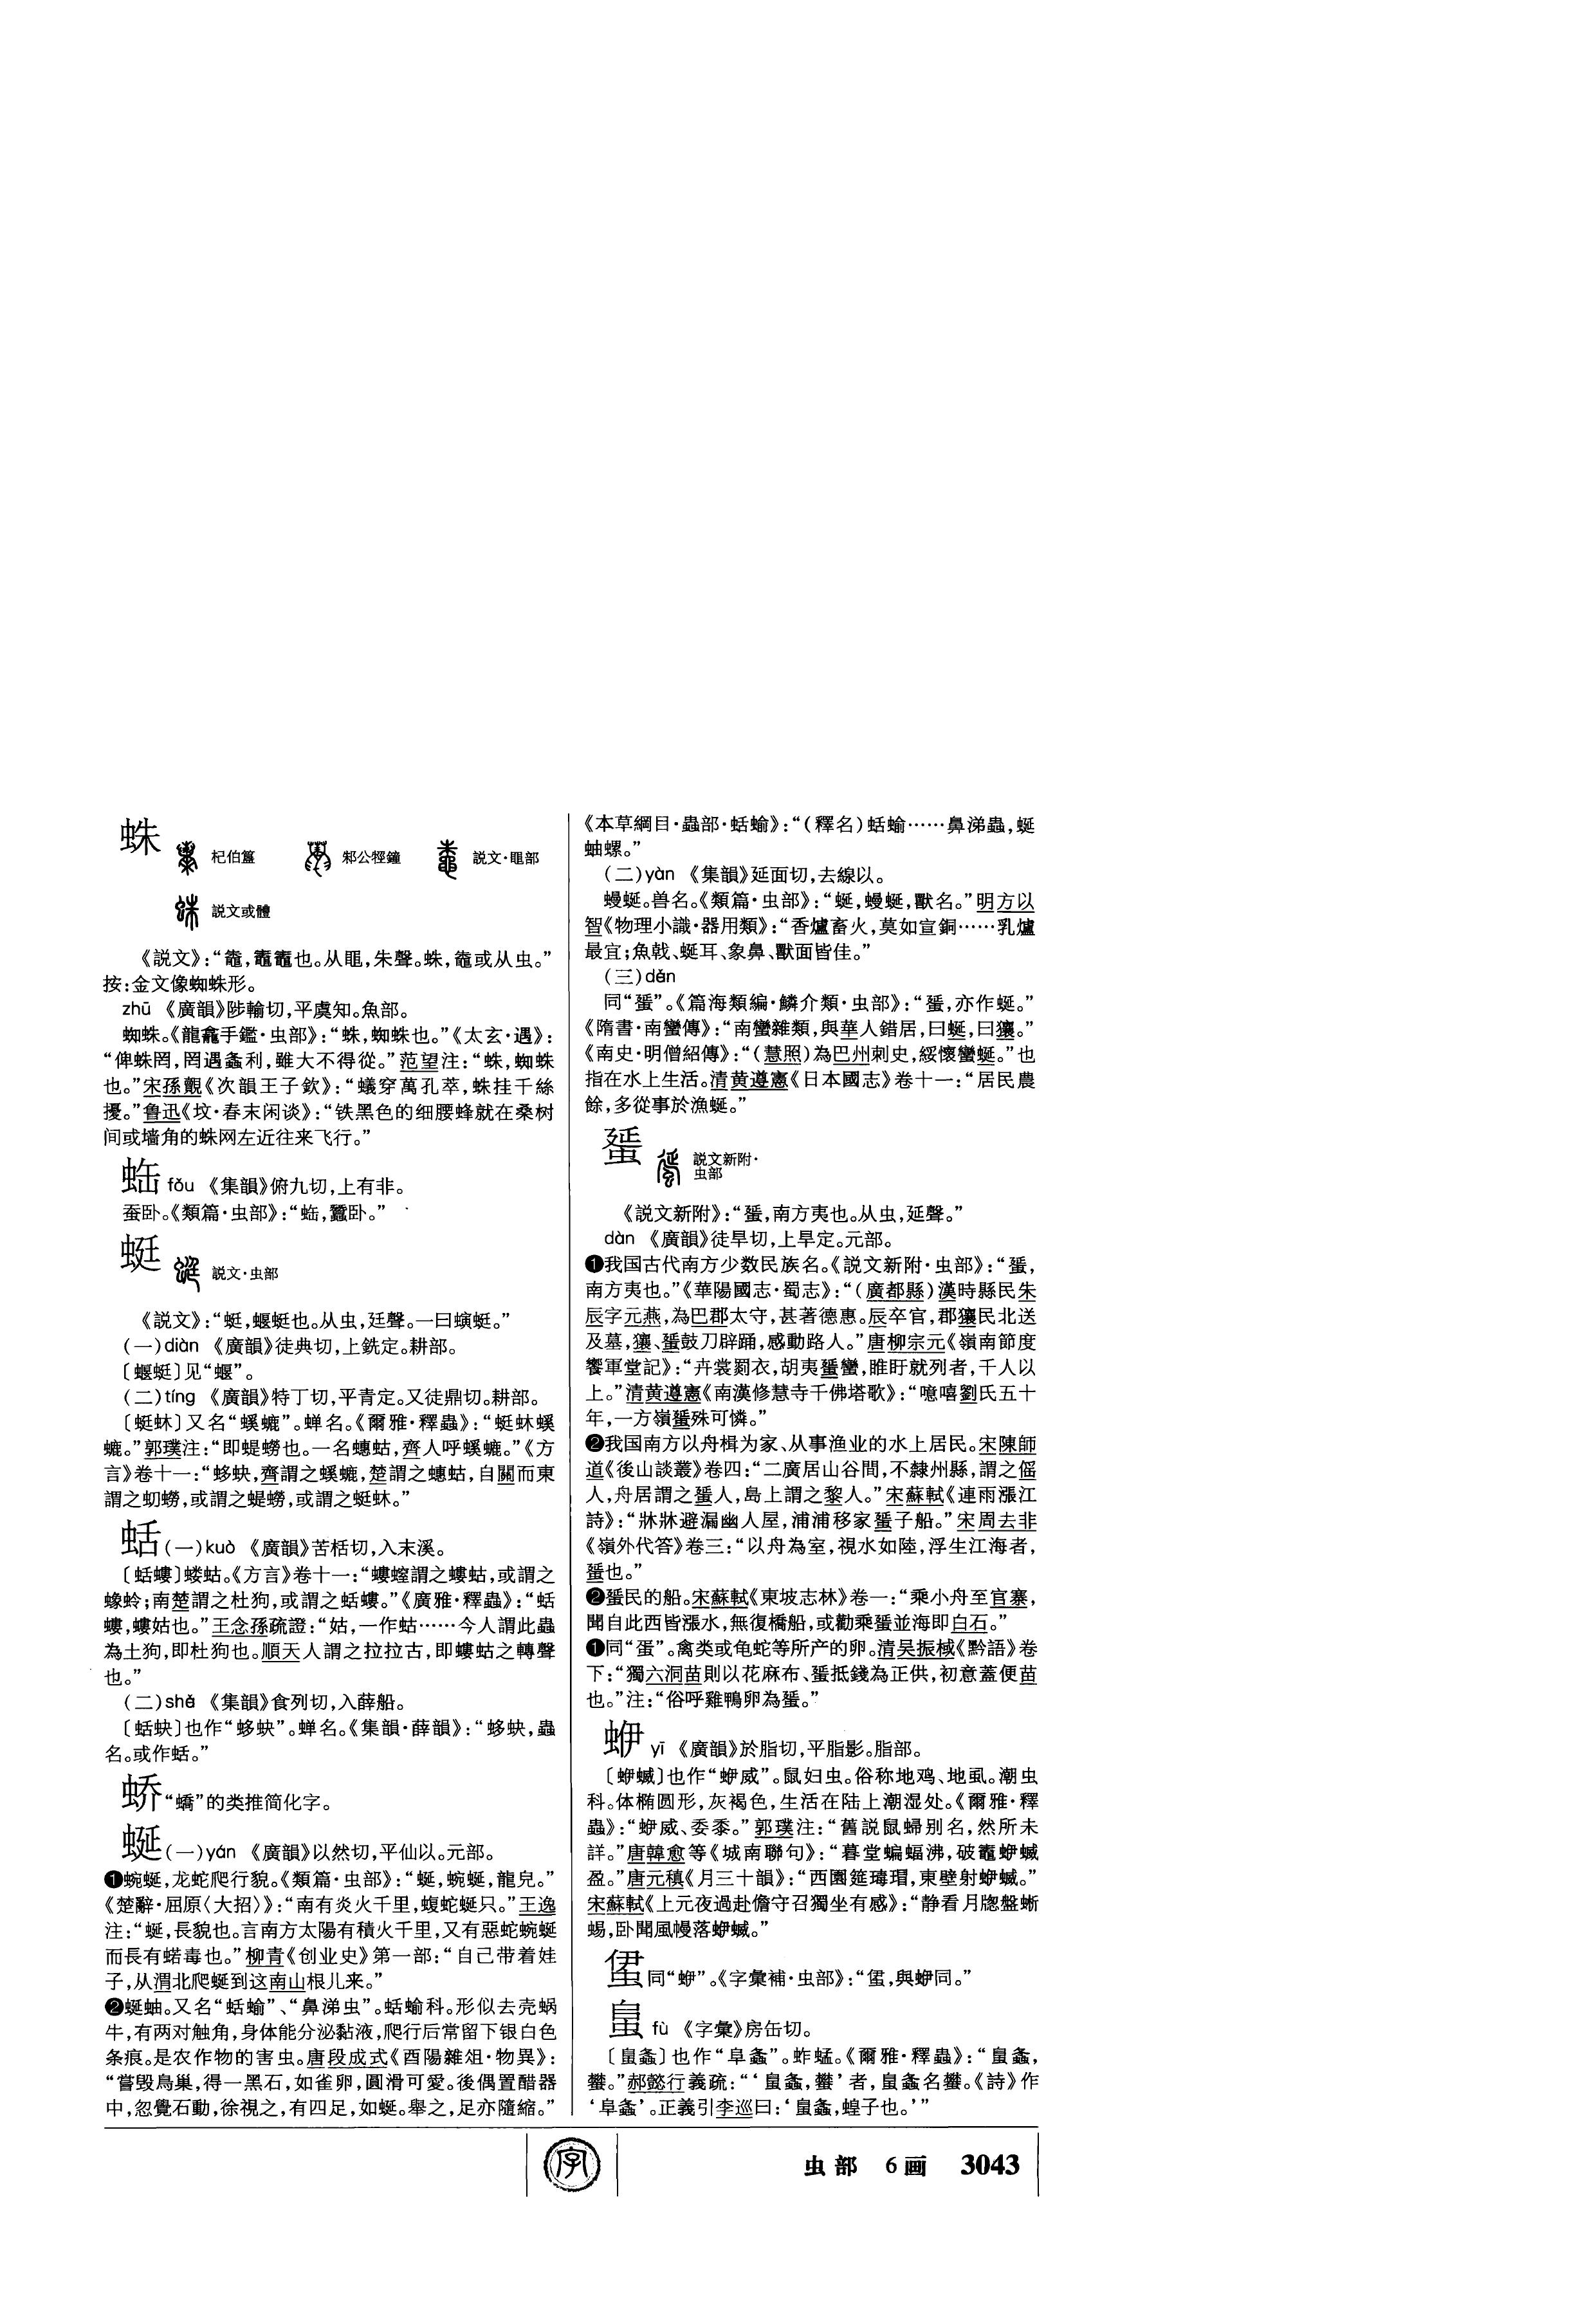 蛛
杞伯簋 邾公牼鐘 説文·黽部
説文或體
《説文》：“鼄，𪓿鼄也。从黽，朱聲。蛛，鼄或从虫。”
按：金文像蜘蛛形。
zhū 《廣韻》陟輸切，平虞知。魚部。
蜘蛛。《龍龕手鑑·虫部》：“蛛，蜘蛛也。”《太玄·遇》：
“俾蛛罔，罔遇螽利，雖大不得從。”范望注：“蛛，蜘蛛
也。”宋孫覿《次韻王子欽》：“蟻穿萬孔萃，蛛挂千絲
擾。”鲁迅《坟·春末闲谈》：“铁黑色的细腰蜂就在桑树
间或墙角的蛛网左近往来飞行。”
䖣 fǒu 《集韻》俯九切，上有非。
蚕卧。《類篇·虫部》：“䖣，蠶卧。”
蜓
説文·虫部
《説文》：“蜓，蝘蜓也。从虫，廷聲。一曰螾蜓。”
（一）diàn 《廣韻》徒典切，上銑定。耕部。
〔蝘蜓〕见“蝘”。
（二）tíng 《廣韻》特丁切，平青定。又徒鼎切。耕部。
〔蜓蚞〕又名“螇螰”。蝉名。《爾雅·釋蟲》：“蜓蚞螇
螰。”郭璞注：“即蝭蟧也。一名蟪蛄，齊人呼螇螰。”《方
言》卷十一：“蛥蚗，齊謂之螇螰，楚謂之蟪蛄，自關而東
謂之虭蟧，或謂之蝭蟧，或謂之蜓蚞。”
蛞（一）kuò 《廣韻》苦栝切，入末溪。
〔蛞螻〕蝼蛄。《方言》卷十一：“螻螲謂之螻蛄，或謂之
蟓蛉；南楚謂之杜狗，或謂之蛞螻。”《廣雅·釋蟲》：“蛞
螻，螻姑也。”王念孫疏證：“姑，一作蛄……今人謂此蟲
為土狗，即杜狗也。順天人謂之拉拉古，即螻蛄之轉聲
也。”
（二）shé 《集韻》食列切，入薛船。
〔蛞蚗〕也作“蛥蚗”。蝉名。《集韻·薛韻》：“蛥蚗，蟲
名。或作蛞。”
蛴“蟜”的类推简化字。
蜒（一）yán 《廣韻》以然切，平仙以。元部。
❶蜿蜒，龙蛇爬行貌。《類篇·虫部》：“蜒，蜿蜒，龍皃。”
《楚辭·屈原〈大招〉》：“南有炎火千里，蝮蛇蜒只。”王逸
注：“蜒，長貌也。言南方太陽有積火千里，又有惡蛇蜿蜒
而長有蠚毒也。”柳青《创业史》第一部：“自己带着娃
子，从渭北爬蜒到这南山根儿来。”
❷蜒蚰。又名“蛞蝓”、“鼻涕虫”。蛞蝓科。形似去壳蜗
牛，有两对触角，身体能分泌黏液，爬行后常留下银白色
条痕。是农作物的害虫。唐段成式《酉陽雜俎·物異》：
“嘗毁鳥巢，得一黑石，如雀卵，圓滑可愛。後偶置醋器
中，忽覺石動，徐視之，有四足，如蜒。舉之，足亦隨縮。”
《本草綱目·蟲部·蛞蝓》：“（釋名）蛞蝓……鼻涕蟲，蜒
蚰螺。”
（二）yàn 《集韻》延面切，去線以。
蟃蜒。兽名。《類篇·虫部》：“蜒，蟃蜒，獸名。”明方以
智《物理小識·器用類》：“香爐畜火，莫如宣銅……乳爐
最宜；魚戟、蜒耳、象鼻、獸面皆佳。”
（三）dàn
同“蜑”。《篇海類編·鱗介類·虫部》：“蜑，亦作蜒。”
《隋書·南蠻傳》：“南蠻雜類，與華人錯居，曰蜒，曰獽。”
《南史·明僧紹傳》：“（慧照）為巴州刺史，綏懷蠻蜒。”也
指在水上生活。清黄遵憲《日本國志》卷十一：“居民農
餘，多從事於漁蜒。”
蜑
説文新附·
虫部
《説文新附》：“蜑，南方夷也。从虫，延聲。”
dàn 《廣韻》徒旱切，上旱定。元部。
❶我国古代南方少数民族名。《説文新附·虫部》：“蜑，
南方夷也。”《華陽國志·蜀志》：“（廣都縣）漢時縣民朱
辰字元燕，為巴郡太守，甚著德惠。辰卒官，郡獽民北送
及墓，獽、蜑鼓刀辟踊，感動路人。”唐柳宗元《嶺南節度
饗軍堂記》：“卉裳罽衣，胡夷蜑蠻，睢盱就列者，千人以
上。”清黄遵憲《南漢修慧寺千佛塔歌》：“噫嘻劉氏五十
年，一方嶺蜑殊可憐。”
❷我国南方以舟楫为家、从事渔业的水上居民。宋陳師
道《後山談叢》卷四：“二廣居山谷間，不隸州縣，謂之傜
人，舟居謂之蜑人，島上謂之黎人。”宋蘇軾《連雨漲江
詩》：“牀牀避漏幽人屋，浦浦移家蜑子船。”宋周去非
《嶺外代答》卷三：“以舟為室，視水如陸，浮生江海者，
蜑也。”
❷蜑民的船。宋蘇軾《東坡志林》卷一：“乘小舟至官寨，
聞自此西皆漲水，無復橋船，或勸乘蜑並海即白石。”
❶同“蛋”。禽类或龟蛇等所产的卵。清吴振棫《黔語》卷
下：“獨六洞苗則以花麻布、蜑抵錢為正供，初意蓋便苗
也。”注：“俗呼雞鴨卵為蜑。”
蛜 yī 《廣韻》於脂切，平脂影。脂部。
〔蛜蝛〕也作“蛜威”。鼠妇虫。俗称地鸡、地虱。潮虫
科。体椭圆形，灰褐色，生活在陆上潮湿处。《爾雅·釋
蟲》：“蛜威、委黍。”郭璞注：“舊説鼠婦别名，然所未
詳。”唐韓愈等《城南聯句》：“暮堂蝙蝠沸，破竈蛜蝛
盈。”唐元稹《月三十韻》：“西園筵瑇瑁，東壁射蛜蝛。”
宋蘇軾《上元夜過赴儋守召獨坐有感》：“静看月牕盤蜥
蜴，卧聞風幔落蛜蝛。”
同“蛜”。《字彙補·虫部》：“蛋，與蛜同。”
fù 《字彙》房缶切。
〔𧊇螽〕也作“阜螽”。蚱蜢。《爾雅·釋蟲》：“𧊇螽，
蠜。”郝懿行義疏：“‘𧊇螽，蠜’者，𧊇螽名蠜。《詩》作
‘阜螽’。正義引李巡曰：‘𧊇螽，蝗子也。’”
字
虫部 6画 3043